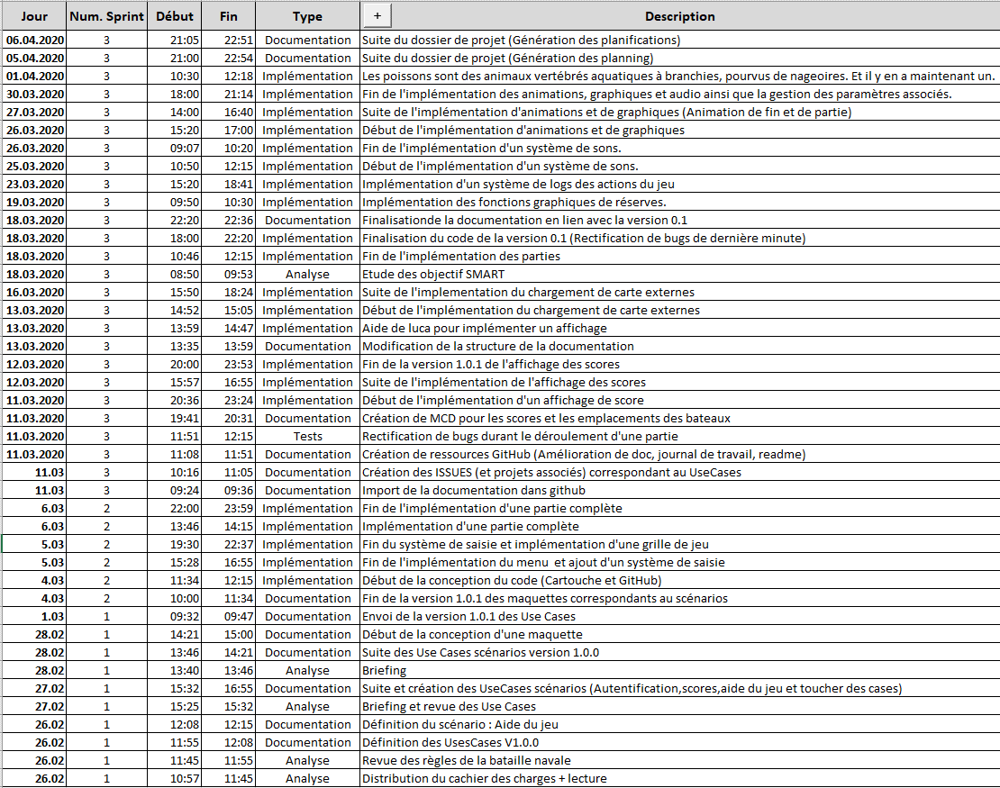 Jour Num. Sprint Début Fin Type + Description
06.04.2020 3 21:05 22:51 Documentation Suite du dossier de projet (Génération des planifications)
05.04.2020 3 21:00 22:54 Documentation Suite du dossier de projet (Génération des planning)
01.04.2020 3 10:30 12:18 Implémentation Les poissons sont des animaux vertébrés aquatiques à branchies, pourvus de nageoires. Et il y en a maintenant un.
30.03.2020 3 18:00 21:14 Implémentation Fin de l'implémentation des animations, graphiques et audio ainsi que la gestion des paramètres associés.
27.03.2020 3 14:00 16:40 Implémentation Suite de l'implémentation d'animations et de graphiques (Animation de fin et de partie)
26.03.2020 3 15:20 17:00 Implémentation Début de l'implémentation d'animations et de graphiques
26.03.2020 3 09:07 10:20 Implémentation Fin de l'implémentation d'un système de sons.
25.03.2020 3 10:50 12:15 Implémentation Début de l'implémentation d'un système de sons.
23.03.2020 3 15:20 18:41 Implémentation Implémentation d'un système de logs des actions du jeu
19.03.2020 3 09:50 10:30 Implémentation Implémentation des fonctions graphiques de réserves.
18.03.2020 3 22:20 22:36 Documentation Finalisationde la documentation en lien avec la version 0.1
18.03.2020 3 18:00 22:20 Implémentation Finalisation du code de la version 0.1 (Rectification de bugs de dernière minute)
18.03.2020 3 10:46 12:15 Implémentation Fin de l'implémentation des parties
18.03.2020 3 08:50 09:53 Analyse Etude des objectif SMART
16.03.2020 3 15:50 18:24 Implémentation Suite de l'implementation du chargement de carte externes
13.03.2020 3 14:52 15:05 Implémentation Début de l'implémentation du chargement de carte externes
13.03.2020 3 13:59 14:47 Implémentation Aide de luca pour implémenter un affichage
13.03.2020 3 13:35 13:59 Documentation Modification de la structure de la documentation
12.03.2020 3 20:00 23:53 Implémentation Fin de la version 1.0.1 de l'affichage des scores
12.03.2020 3 15:57 16:55 Implémentation Suite de l'implémentation de l'affichage des scores
11.03.2020 3 20:36 23:24 Implémentation Début de l'implémentation d'un affichage de score
11.03.2020 3 19:41 20:31 Documentation Création de MCD pour les scores et les emplacements des bateaux
11.03.2020 3 11:51 12:15 Tests Rectification de bugs durant le déroulement d'une partie
11.03.2020 3 11:08 11:51 Documentation Création de ressources GitHub (Amélioration de doc, journal de travail, readme)
11.03 3 10:16 11:05 Documentation Création des ISSUES (et projets associés) correspondant au UseCases
11.03 3 09:24 09:36 Documentation Import de la documentation dans github
6.03 2 22:00 23:59 Implémentation Fin de l'implémentation d'une partie complète
6.03 2 13:46 14:15 Implémentation Implémentation d'une partie complète
5.03 2 19:30 22:37 Implémentation Fin du système de saisie et implémentation d'une grille de jeu
5.03 2 15:28 16:55 Implémentation Fin de l'implémentation du menu et ajout d'un système de saisie
4.03 2 11:34 12:15 Implémentation Début de la conception du code (Cartouche et GitHub)
4.03 2 10:00 11:34 Documentation Fin de la version 1.0.1 des maquettes correspondants au scénarios
1.03 1 09:32 09:47 Documentation Envoi de la version 1.0.1 des Use Cases
28.02 1 14:21 15:00 Documentation Début de la conception d'une maquette
28.02 1 13:46 14:21 Documentation Suite des Use Cases scénarios version 1.0.0
28.02 1 13:40 13:46 Analyse Briefing
27.02 1 15:32 16:55 Documentation Suite et création des UseCases scénarios (Autentification,scores,aide du jeu et toucher des cases)
27.02 1 15:25 15:32 Analyse Briefing et revue des Use Cases
26.02 1 12:08 12:15 Documentation Définition du scénario : Aide du jeu
26.02 1 11:55 12:08 Documentation Définition des UsesCases V1.0.0
26.02 1 11:45 11:55 Analyse Revue des règles de la bataille navale
26.02 1 10:57 11:45 Analyse Distribution du cachier des charges + lecture